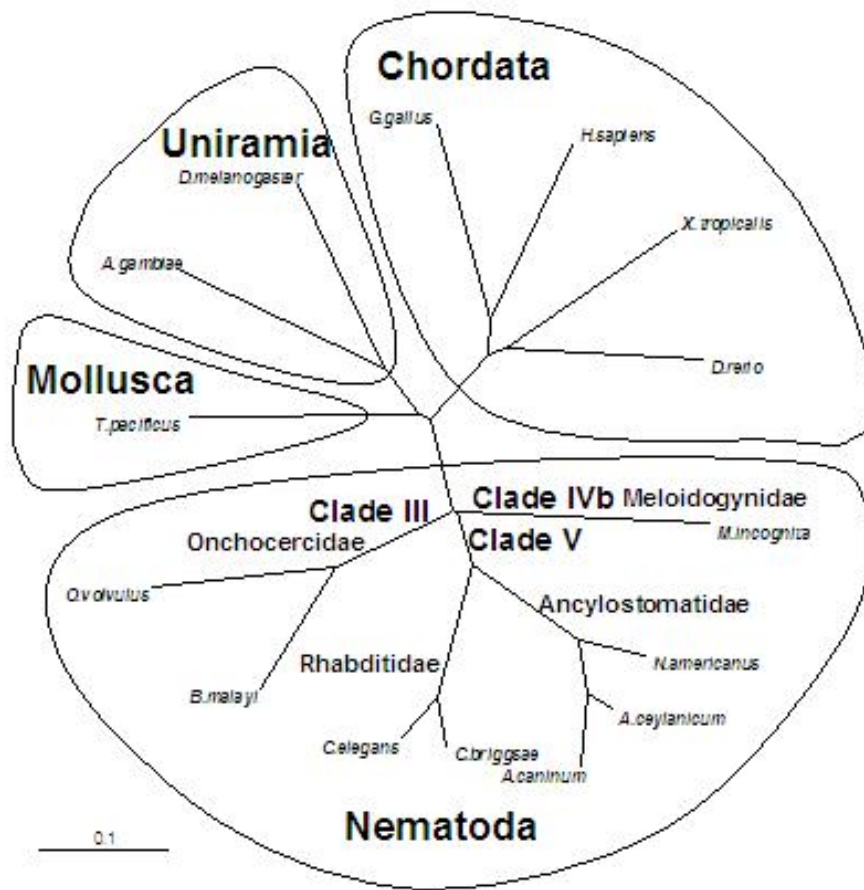 Chordata
G.gallus
H.sapiens
Uniramia
D.melanogaster
X.tropicalis
A.gambiae
D.rerio
Mollusca
T.pacificus
Clade III
Clade IVb Meloidogynidae
M.incognita
Onchocercidae
Clade V
O.volvulus
Ancylostomatidae
Rhabditidae
N.americanus
B.malayi
A.ceylanicum
C.elegans
C.briggsae
A.caninum
Nematoda
0.1